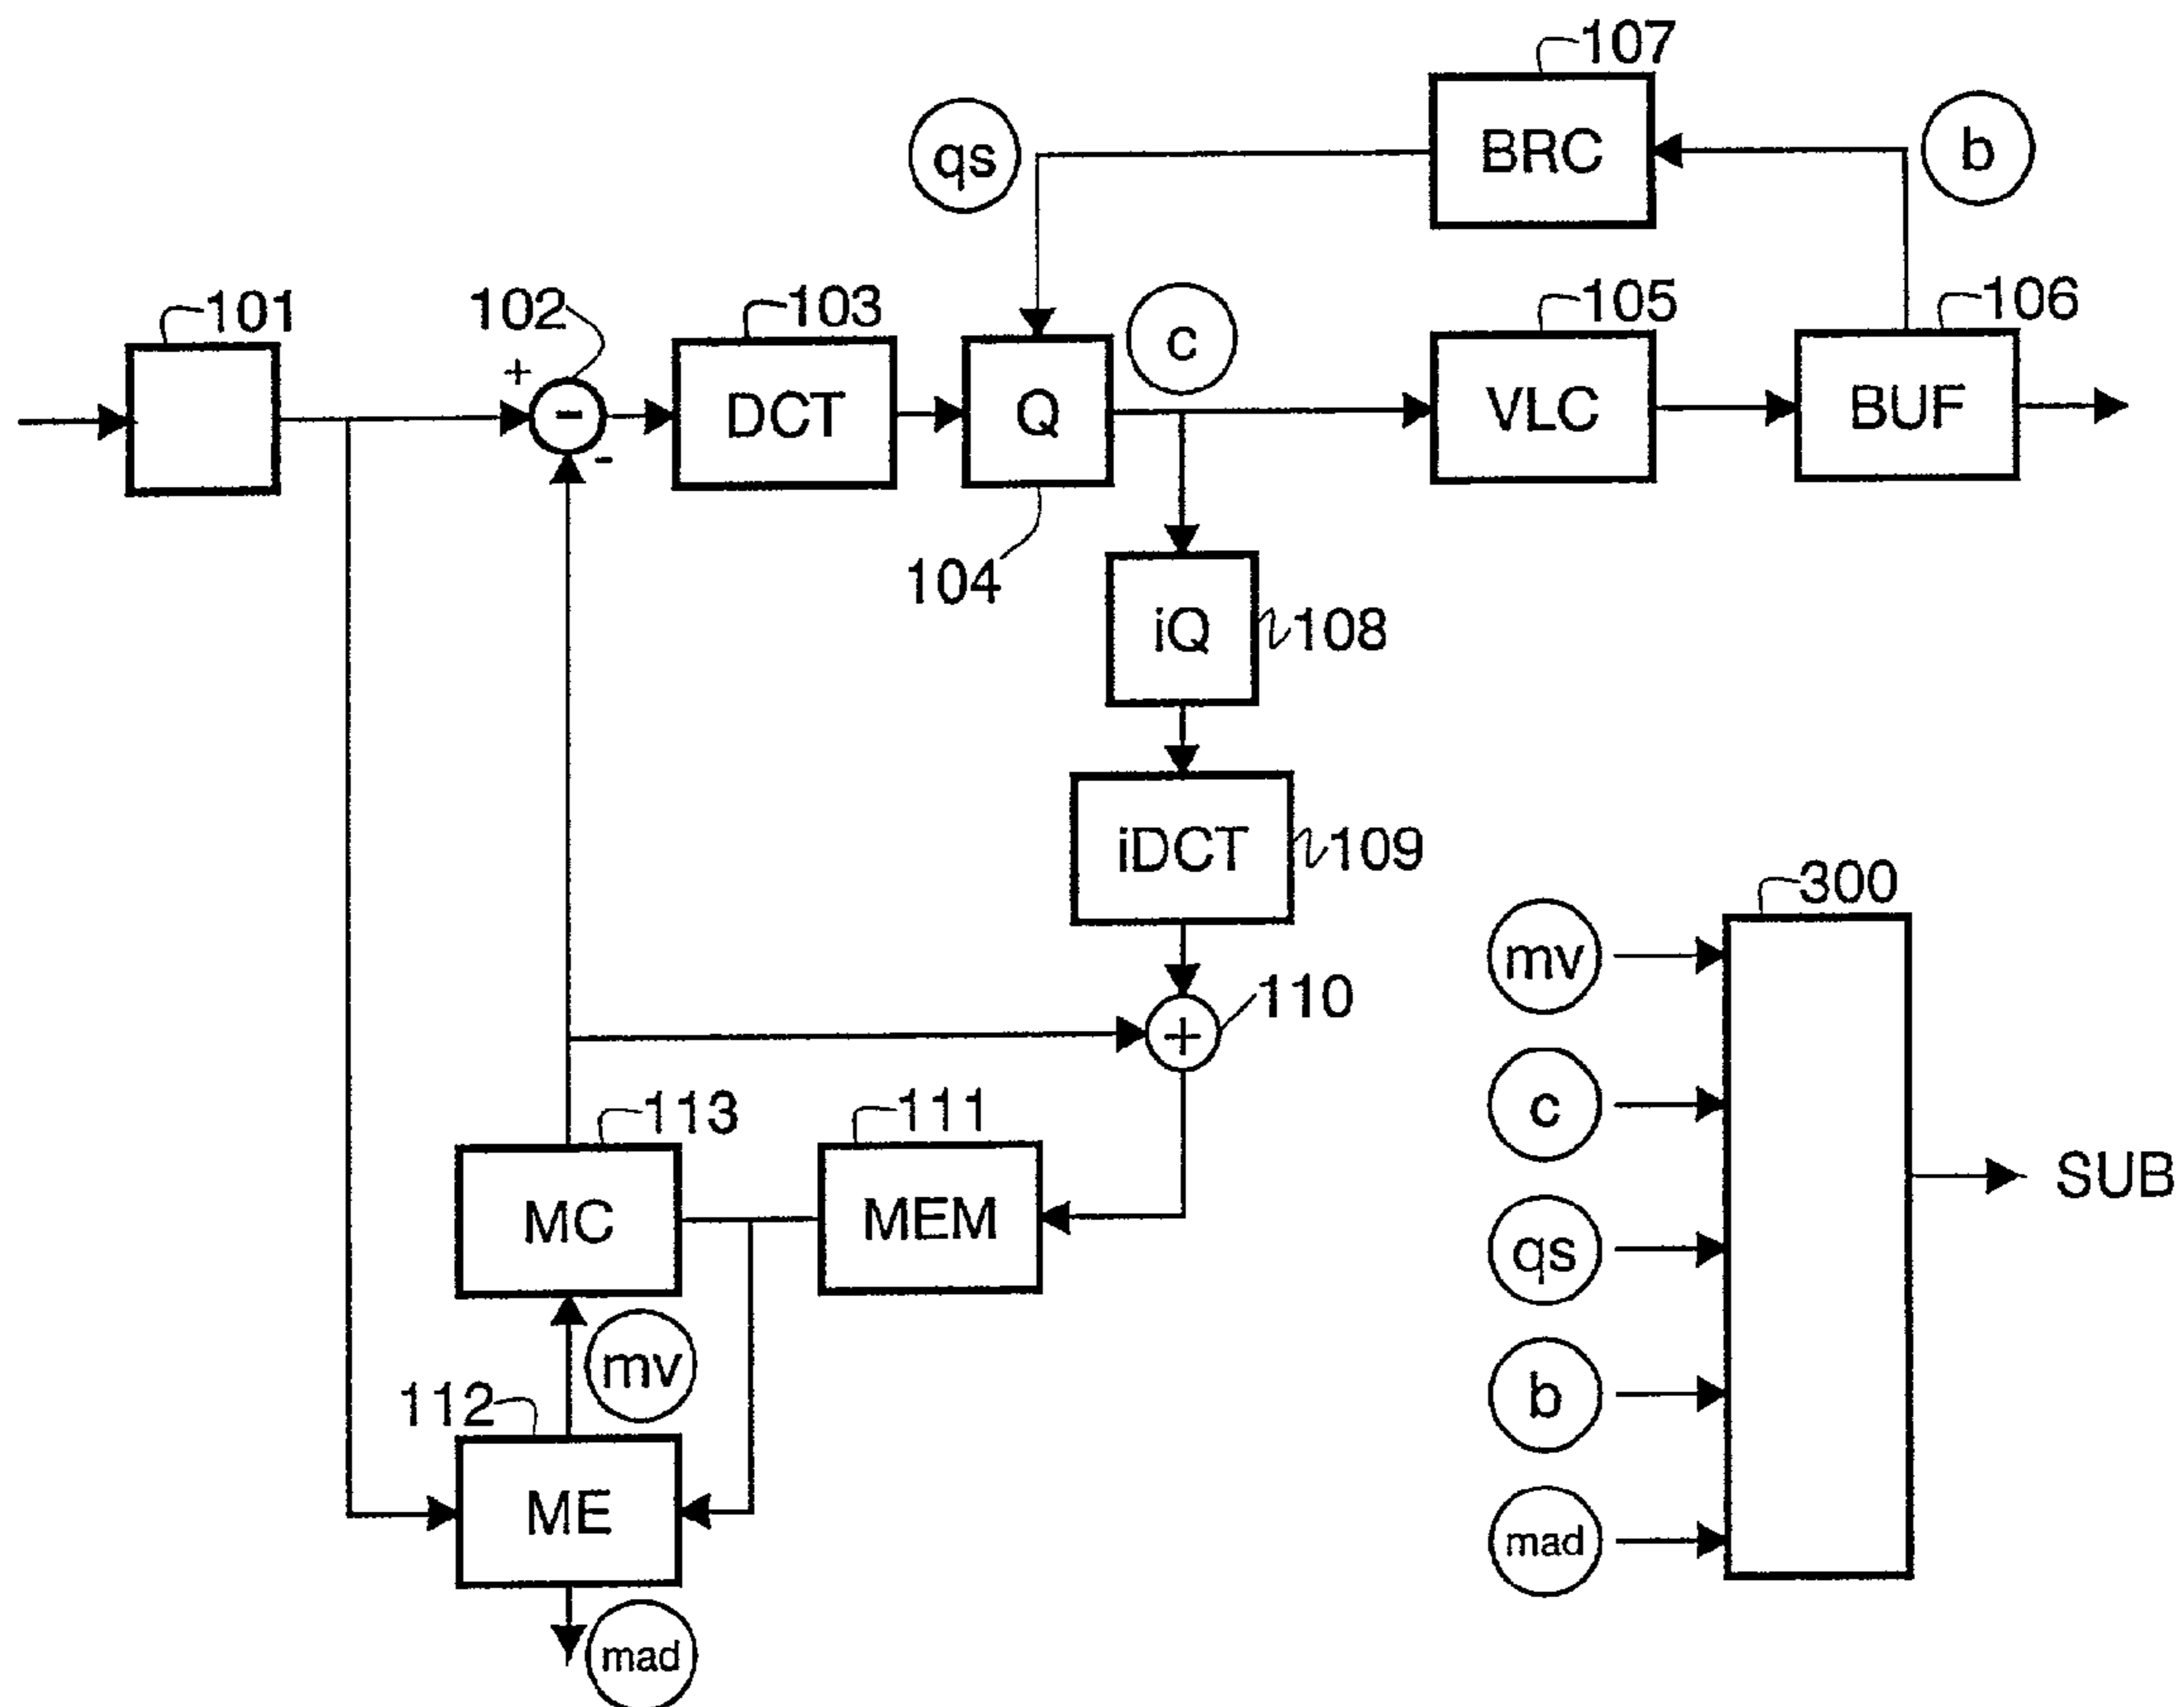 107
qs
BRC
b
101
102
103
105
106
+
-
DCT
Q
c
VLC
BUF
-
104
iQ
108
iDCT
109
300
mv
110
+
c
113
111
SUB
MC
MEM
qs
mv
112
b
ME
mad
mad